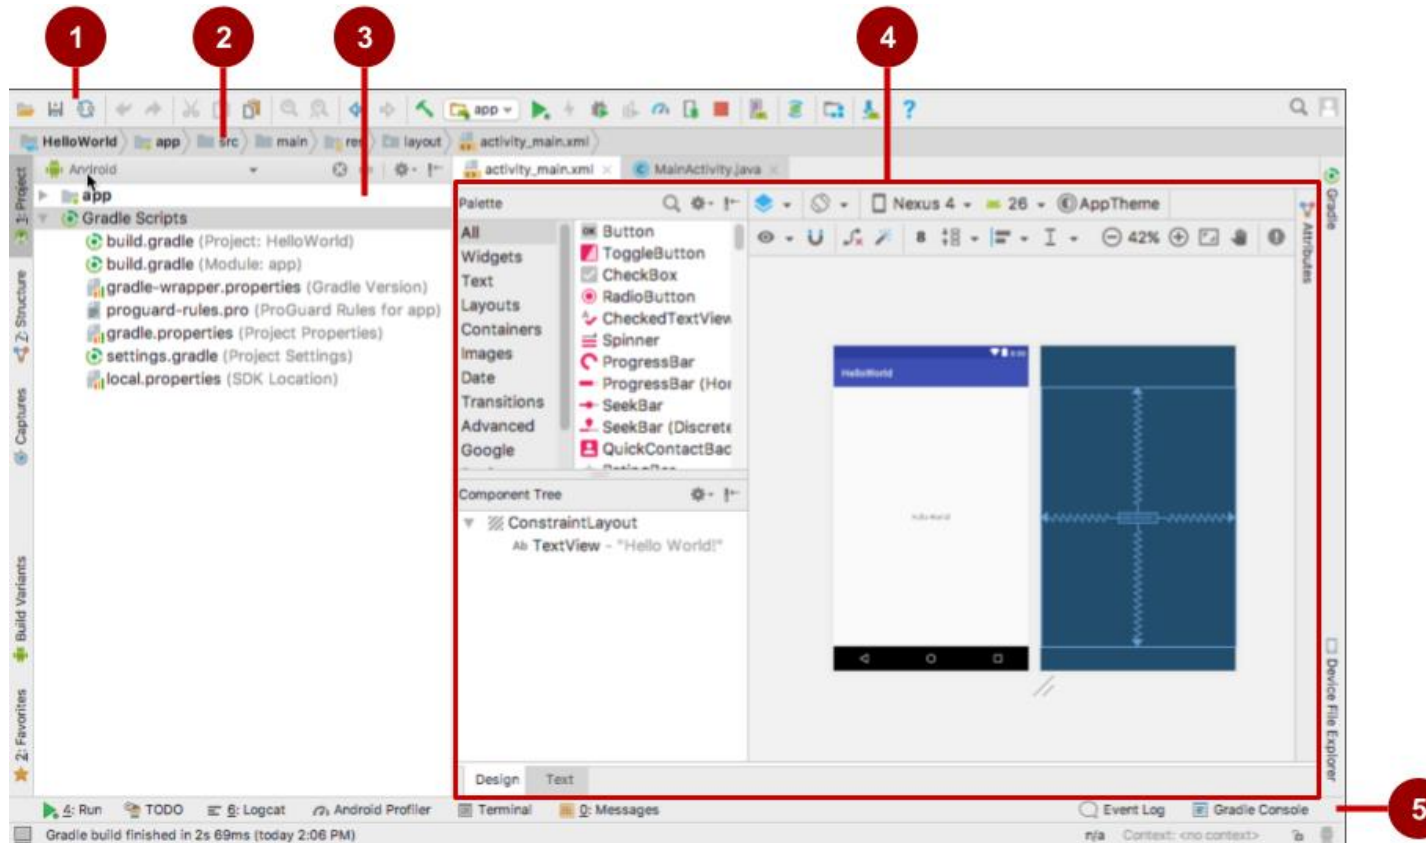 1 2 3 4
app
HelloWorld app src main res layout activity_main.xml
Android
activity_main.xml MainActivity.java
1: Project
Z: Structure
Captures
Build Variants
2: Favorites
app
Gradle Scripts
build.gradle (Project: HelloWorld)
build.gradle (Module: app)
gradle-wrapper.properties (Gradle Version)
proguard-rules.pro (ProGuard Rules for app)
gradle.properties (Project Properties)
settings.gradle (Project Settings)
local.properties (SDK Location)
Palette
All
Widgets
Text
Layouts
Containers
Images
Date
Transitions
Advanced
Google
OK Button
ToggleButton
CheckBox
RadioButton
CheckedTextView
Spinner
ProgressBar
ProgressBar (Hor
SeekBar
SeekBar (Discrete
QuickContactBac
Component Tree
ConstraintLayout
Ab TextView - "Hello World!"
Nexus 4 26 AppTheme
8 42%
HelloWorld
Hello World!
Gradle
Attributes
Device File Explorer
Design Text
5
4: Run TODO 6: Logcat Android Profiler Terminal 0: Messages Event Log Gradle Console
Gradle build finished in 2s 69ms (today 2:06 PM) n/a Context: <no context>